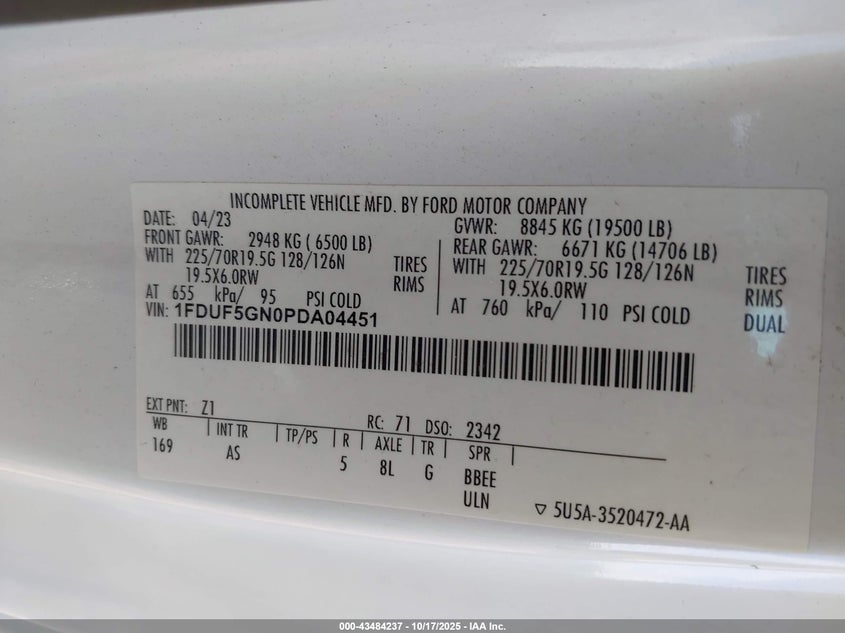 INCOMPLETE VEHICLE MFD. BY FORD MOTOR COMPANY
DATE: 04/23 GVWR: 8845 KG (19500 LB)
FRONT GAWR: 2948 KG ( 6500 LB) REAR GAWR: 6671 KG (14706 LB)
WITH 225/70R19.5G 128/126N TIRES WITH 225/70R19.5G 128/126N TIRES
19.5X6.0RW RIMS 19.5X6.0RW RIMS
AT 655 kPa/ 95 PSI COLD AT 760 kPa/ 110 PSI COLD DUAL
VIN: 1FDUF5GN0PDA04451
EXT PNT: Z1 RC: 71 DSO: 2342
WB INT TR TP/PS R AXLE TR SPR
169 AS 5 8L G BBEE
ULN
▽ 5U5A-3520472-AA
000-43484237 - 10/17/2025 - IAA Inc.